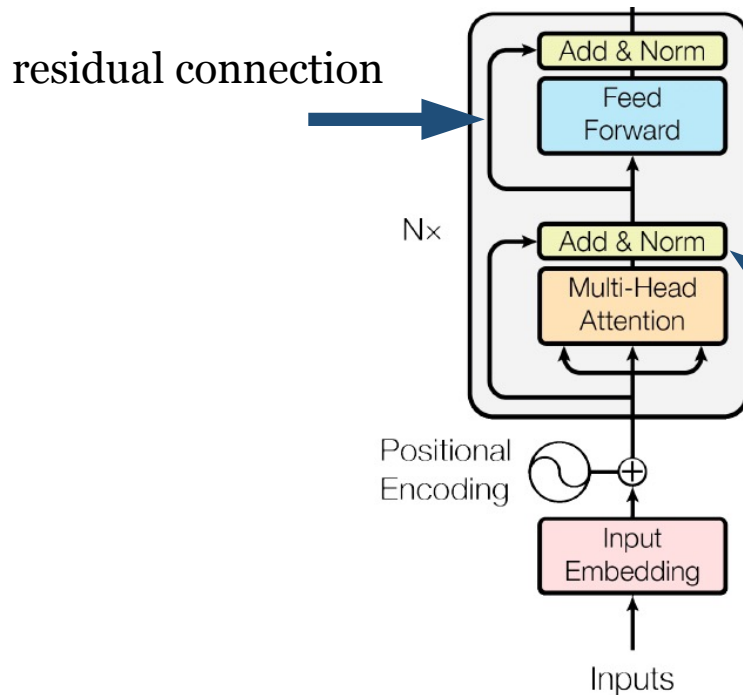 residual connection
Add & Norm
Feed
Forward
Nx
Add & Norm
Multi-Head
Attention
Positional
Encoding
Input
Embedding
Inputs